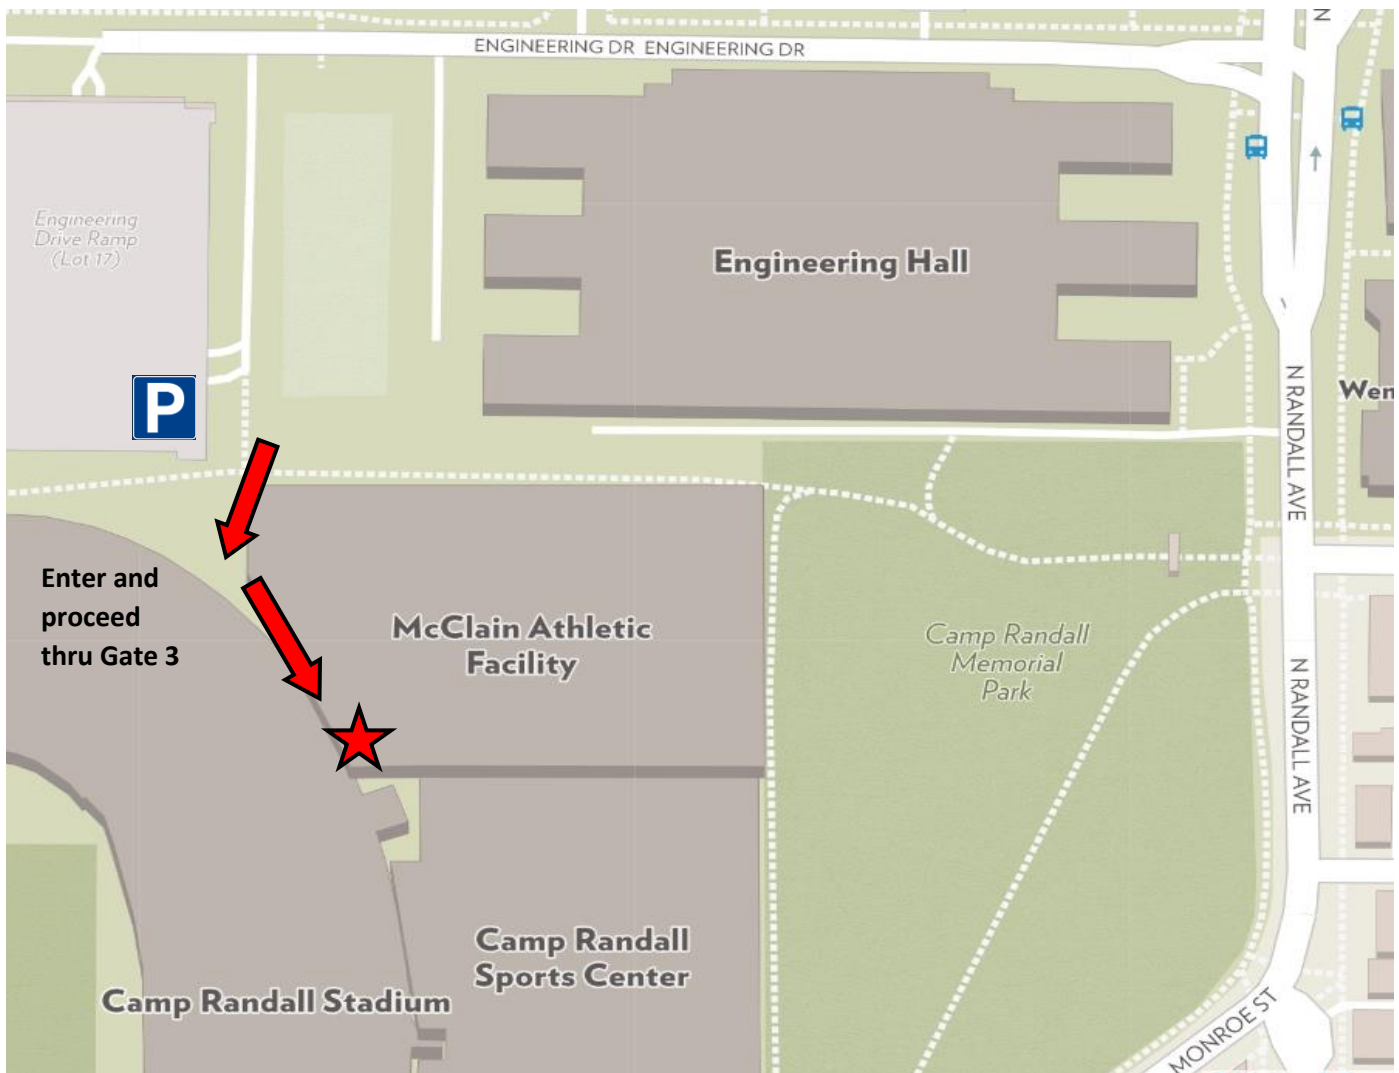 N
ENGINEERING DR ENGINEERING DR
Engineering
Drive Ramp
(Lot 17)
Engineering Hall
N RANDALL AVE
Wen
P
Enter and
proceed
thru Gate 3
McClain Athletic
Facility
Camp Randall
Memorial
Park
N RANDALL AVE
Camp Randall
Sports Center
Camp Randall Stadium
MONROE ST